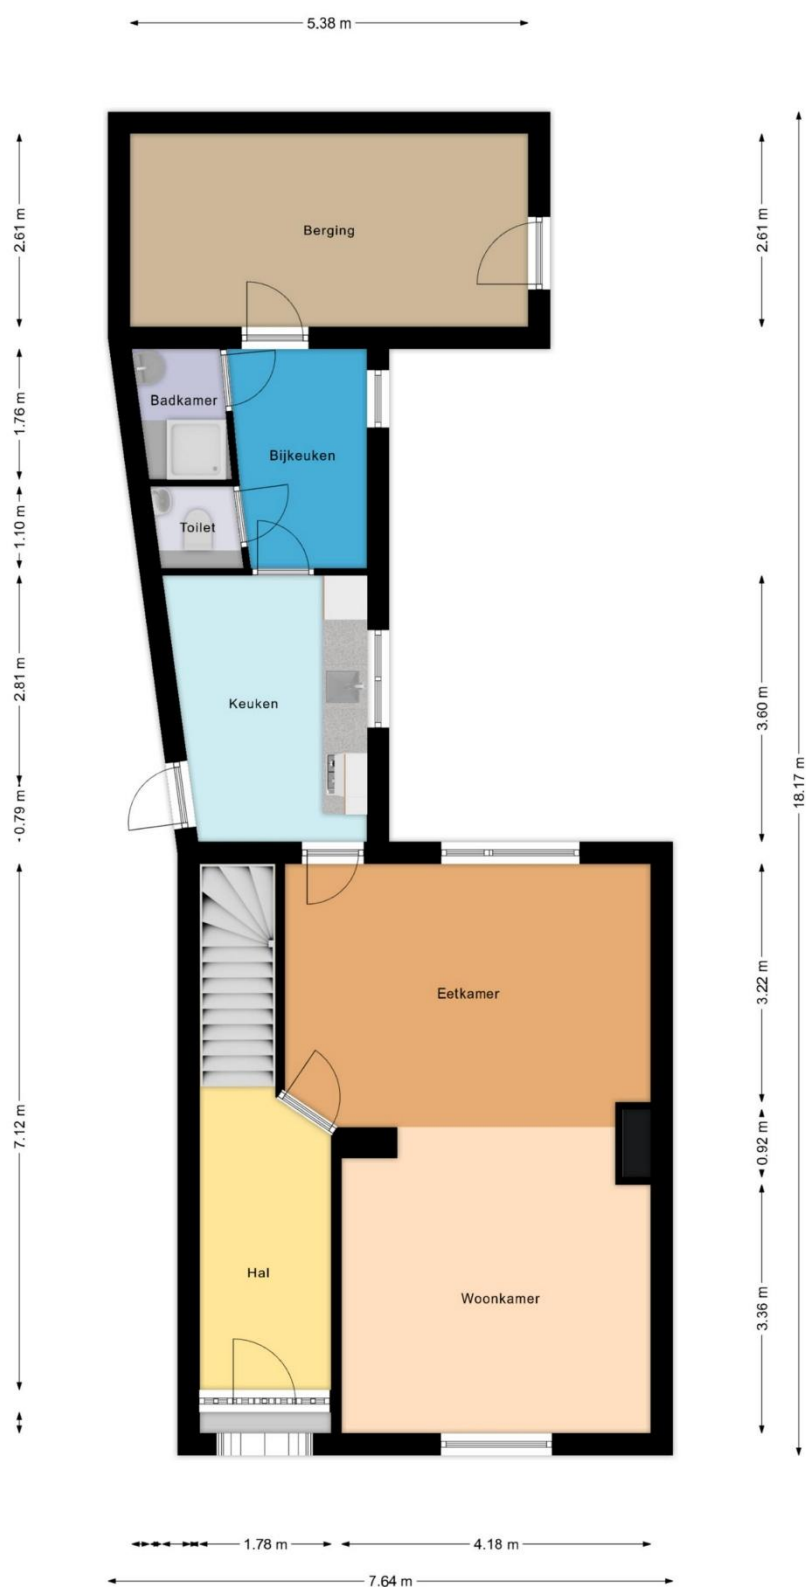 5.38 m
2.61 m
2.61 m
Berging
1.76 m
Badkamer
Bijkeuken
1.10 m
Toilet
2.81 m
3.60 m
Keuken
18.17 m
0.79 m
3.22 m
Eetkamer
7.12 m
0.92 m
Hal
Woonkamer
3.36 m
1.78 m
4.18 m
7.64 m